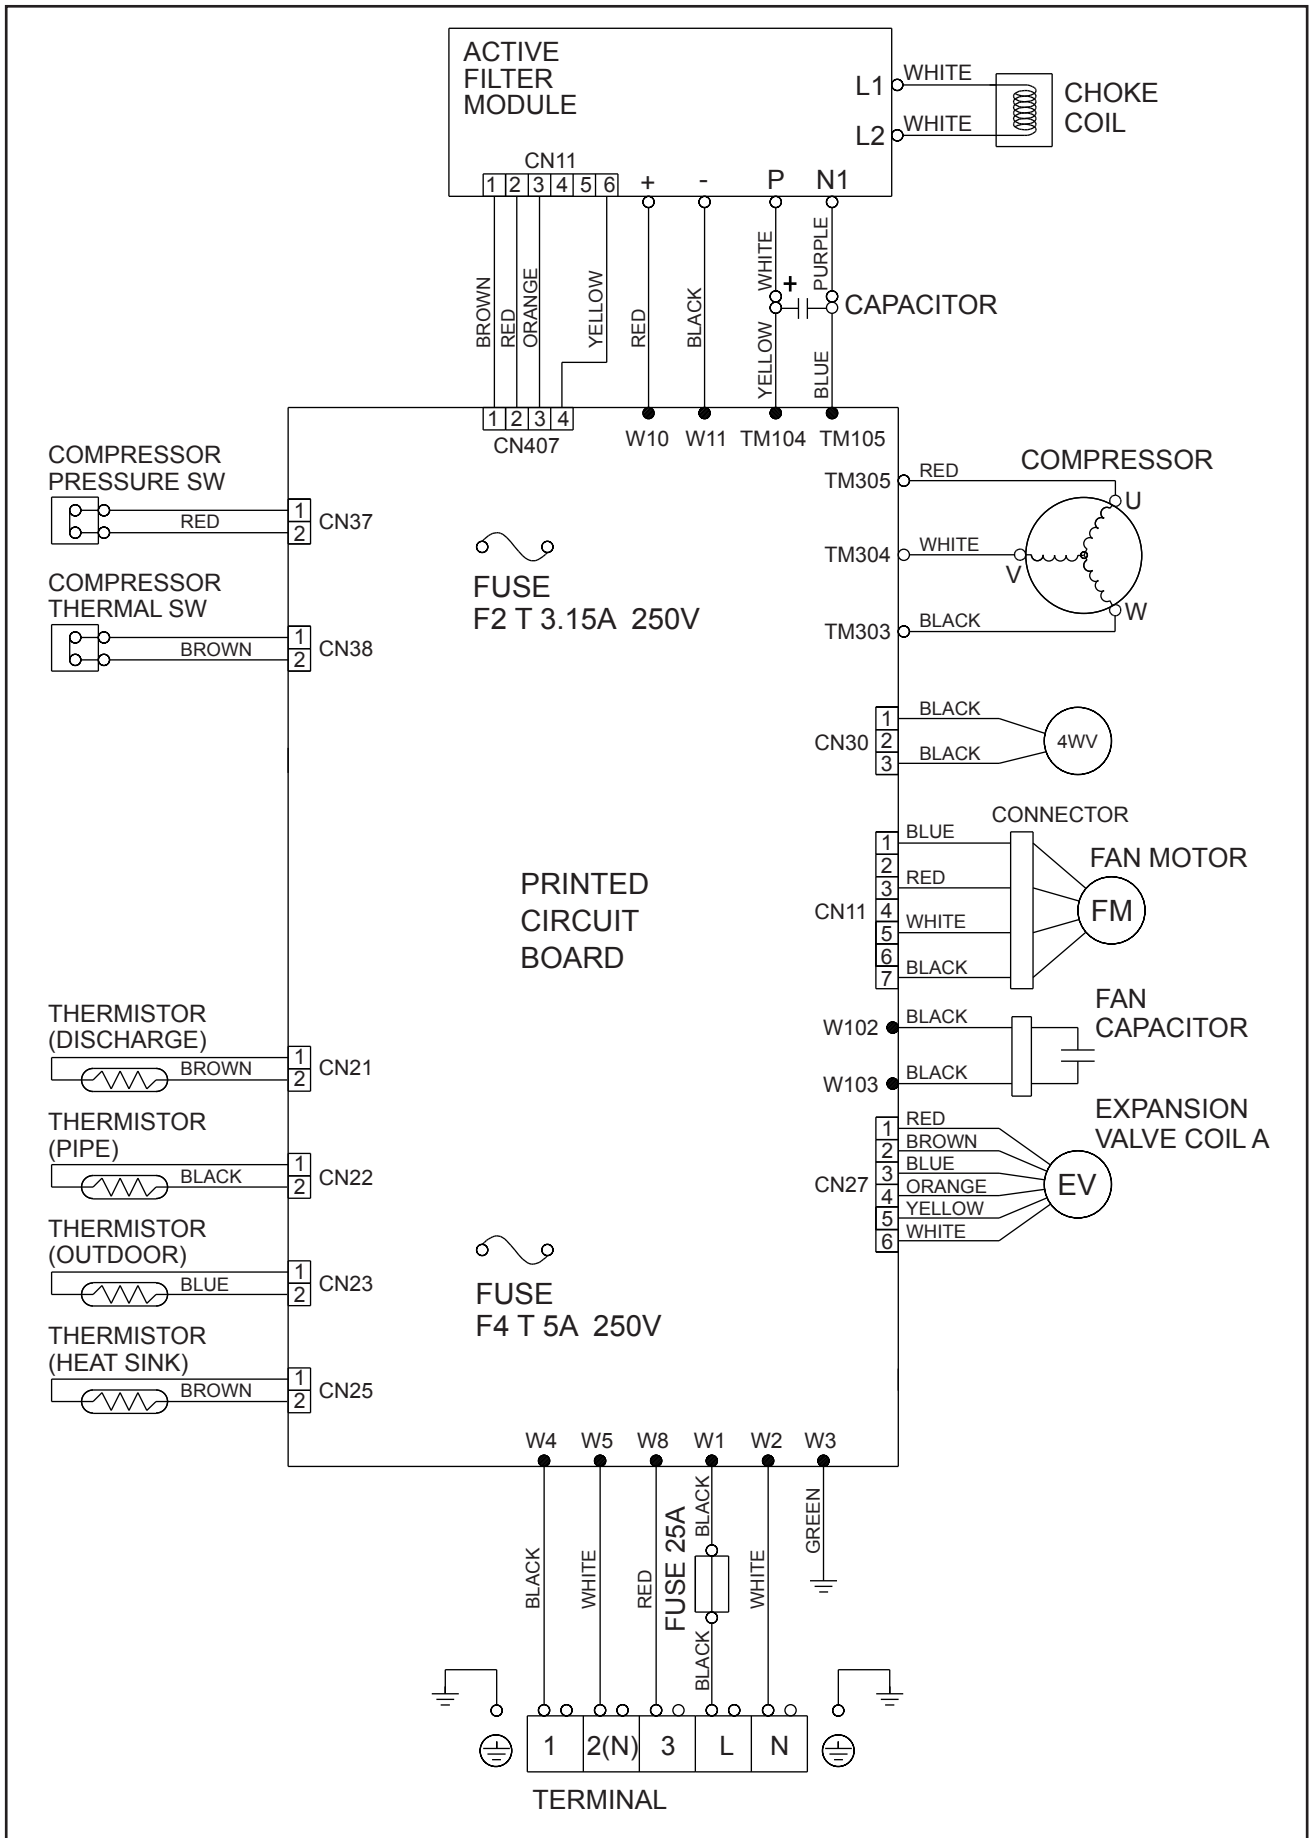 ACTIVE
FILTER
MODULE
L1
WHITE
L2
WHITE
CHOKE
COIL
CN11
1 2 3 4 5 6
+
-
P
N1
BROWN
RED
ORANGE
YELLOW
RED
BLACK
WHITE
+
PURPLE
YELLOW
BLUE
CAPACITOR
1 2 3 4
CN407
W10
W11
TM104
TM105
COMPRESSOR
PRESSURE SW
RED
1
2
CN37
COMPRESSOR
THERMAL SW
BROWN
1
2
CN38
FUSE
F2 T 3.15A 250V
TM305
RED
COMPRESSOR
U
TM304
WHITE
V
W
TM303
BLACK
CN30
1
2
3
BLACK
BLACK
4WV
CONNECTOR
CN11
1
2
3
4
5
6
7
BLUE
RED
WHITE
BLACK
FAN MOTOR
FM
PRINTED
CIRCUIT
BOARD
W102
BLACK
W103
BLACK
FAN
CAPACITOR
THERMISTOR
(DISCHARGE)
BROWN
1
2
CN21
THERMISTOR
(PIPE)
BLACK
1
2
CN22
THERMISTOR
(OUTDOOR)
BLUE
1
2
CN23
THERMISTOR
(HEAT SINK)
BROWN
1
2
CN25
EXPANSION
VALVE COIL A
CN27
1
2
3
4
5
6
RED
BROWN
BLUE
ORANGE
YELLOW
WHITE
EV
FUSE
F4 T 5A 250V
W4
W5
W8
W1
W2
W3
BLACK
WHITE
RED
FUSE 25A
BLACK
BLACK
WHITE
GREEN
1
2(N)
3
L
N
TERMINAL